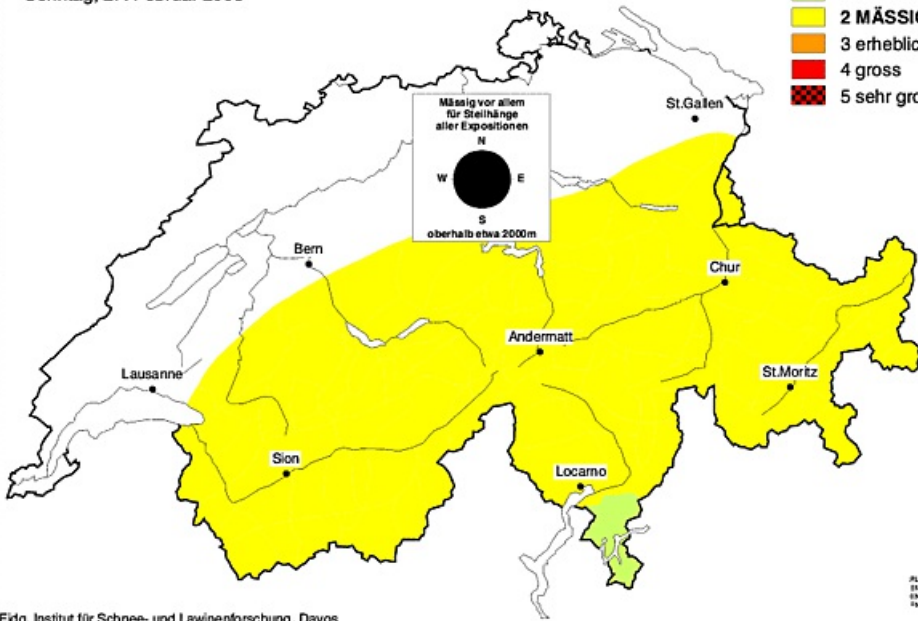 2 MÄSSIG
3 erheblic
4 gross
5 sehr gro
St.Gallen
Mässig vor allem
für Steilhänge
aller Expositionen
N
W E
S
oberhalb etwa 2000m
Bern
Chur
Andermatt
Lausanne
St.Moritz
Sion
Locarno
Eidg. Institut für Schnee- und Lawinenforschung, Davos